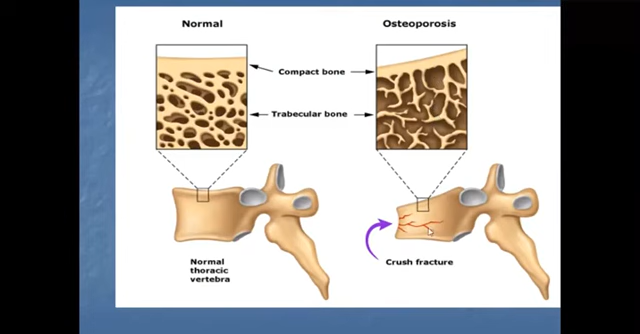 Normal
Osteoporosis
Compact bone
Trabecular bone
Normal
thoracic
vertebra
Crush fracture